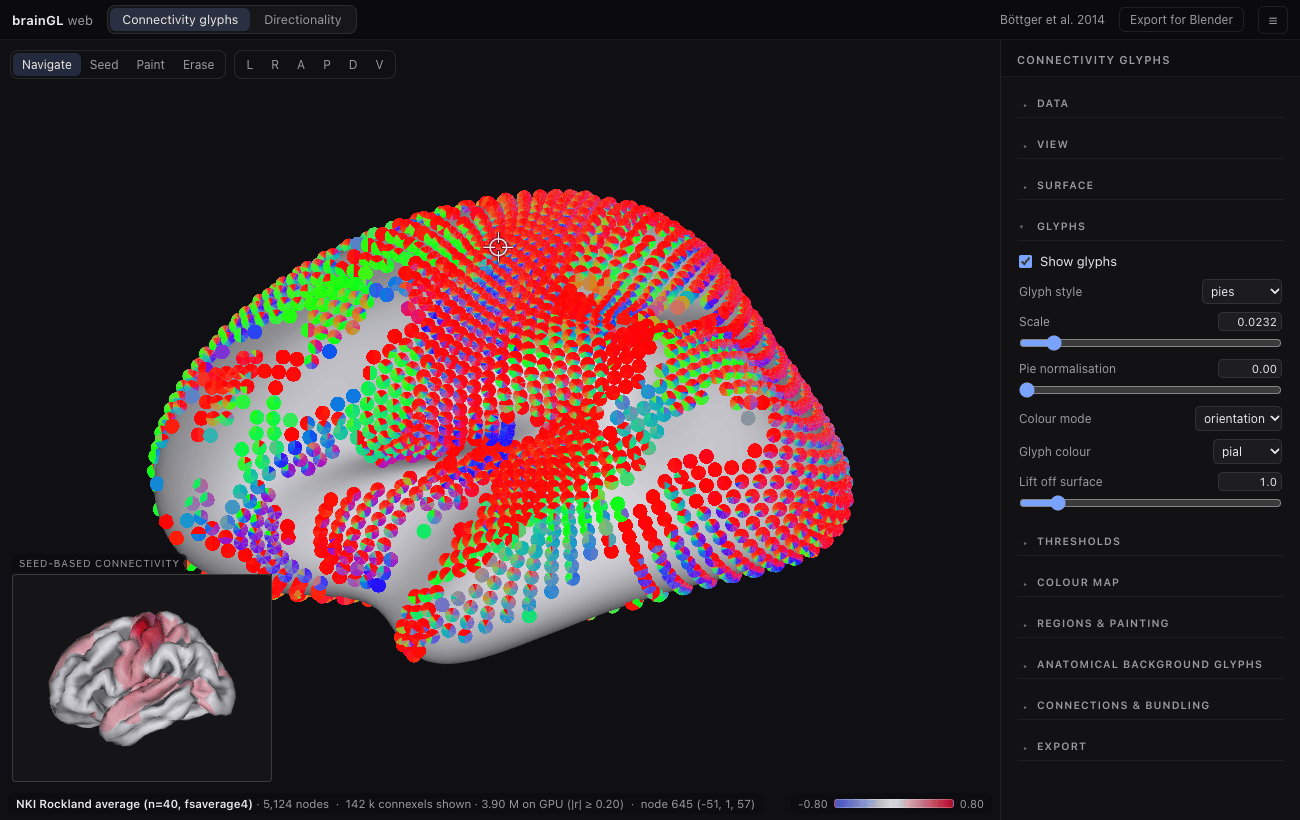 brainGL web Connectivity glyphs Directionality Böttger et al. 2014 Export for Blender ≡
Navigate Seed Paint Erase L R A P D V
CONNECTIVITY GLYPHS
DATA
VIEW
SURFACE
GLYPHS
Show glyphs
Glyph style pies
Scale 0.0232
Pie normalisation 0.00
Colour mode orientation
Glyph colour pial
Lift off surface 1.0
THRESHOLDS
COLOUR MAP
REGIONS & PAINTING
ANATOMICAL BACKGROUND GLYPHS
CONNECTIONS & BUNDLING
EXPORT
SEED-BASED CONNECTIVITY
NKI Rockland average (n=40, fsaverage4) · 5,124 nodes · 142 k connexels shown · 3.90 M on GPU (|r| ≥ 0.20) · node 645 (-51, 1, 57) -0.80 0.80